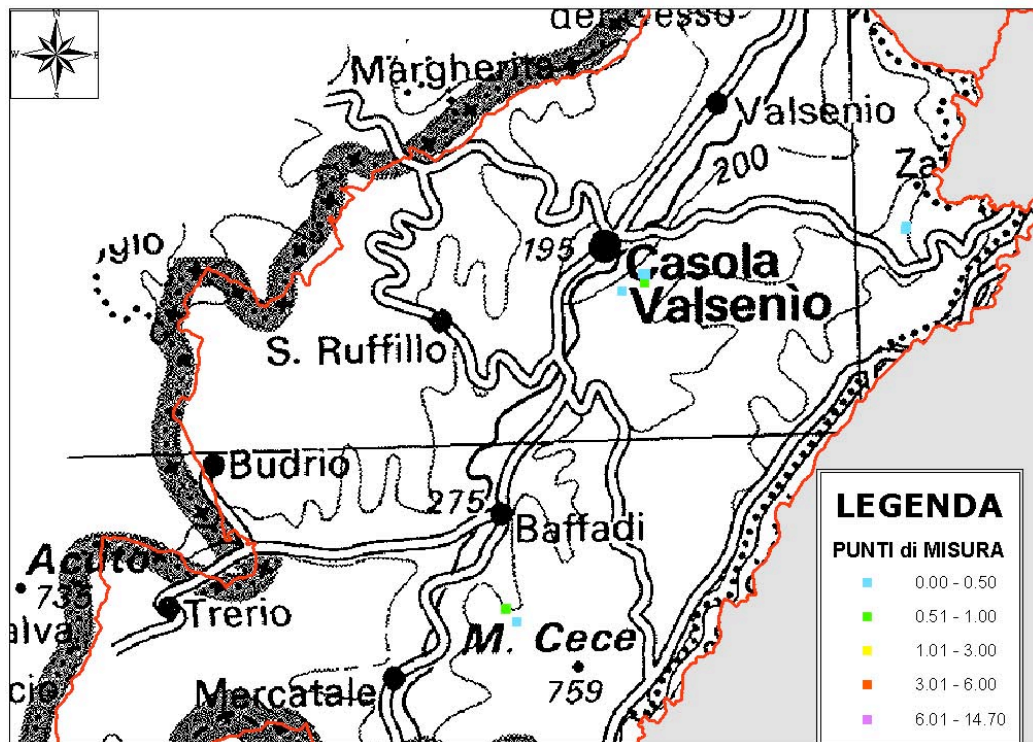 N
W
E
S
Margherita
Valsenio
200
195
Casola
Valsenio
S. Ruffillo
Budrio
275
Baffadi
Acuto
Trerio
M. Cece
759
Mercatale
LEGENDA
PUNTI di MISURA
0.00 - 0.50
0.51 - 1.00
1.01 - 3.00
3.01 - 6.00
6.01 - 14.70